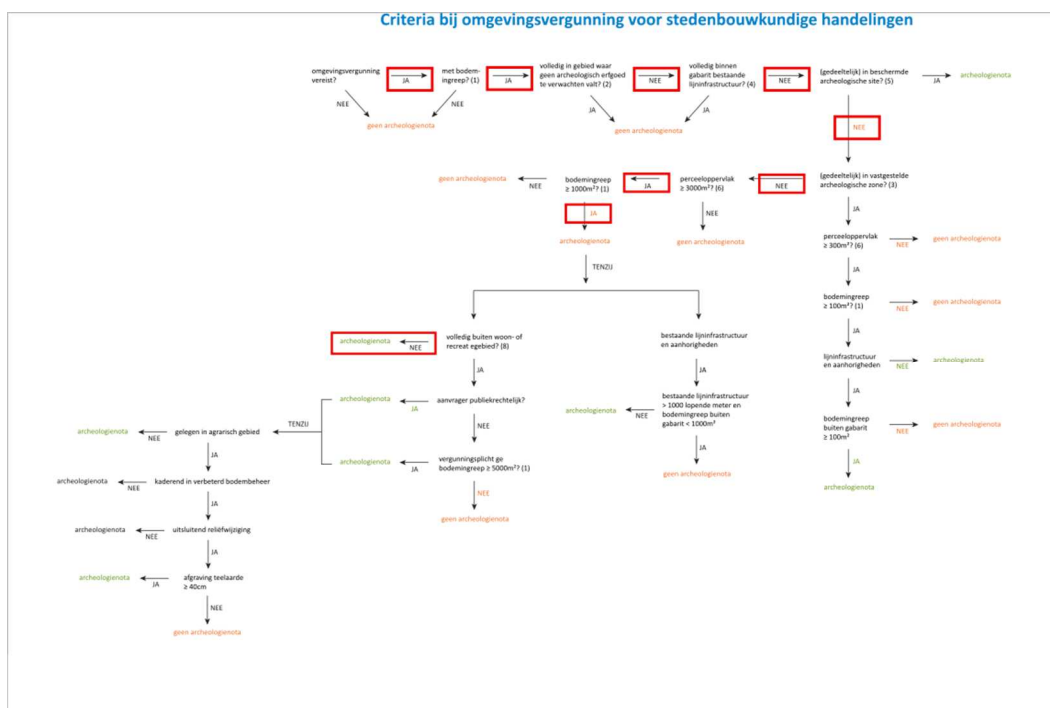 Criteria bij omgevingsvergunning voor stedenbouwkundige handelingen
omgevingsvergunning
vereist?
JA
met bodem-
ingreep? (1)
JA
volledig in gebied waar
geen archeologisch erfgoed
te verwachten valt? (2)
NEE
volledig binnen
gabarit bestaande
lijninfrastructuur? (4)
NEE
(gedeeltelijk) in beschermde
archeologische site? (5)
JA
archeologienota
NEE
NEE
JA
JA
geen archeologienota
geen archeologienota
NEE
geen archeologienota
NEE
bodemingreep
≥ 1000m²? (1)
JA
perceeloppervlak
≥ 3000m²? (6)
NEE
(gedeeltelijk) in vastgestelde
archeologische zone? (3)
JA
NEE
JA
archeologienota
geen archeologienota
perceeloppervlak
≥ 300m²? (6)
NEE
geen archeologienota
TENZIJ
JA
bodemingreep
≥ 100m²? (1)
NEE
geen archeologienota
JA
archeologienota
NEE
volledig buiten woon- of
recreat egebied? (8)
bestaande lijninfrastructuur
en aanhorigheden
lijninfrastructuur
en aanhorigheden
NEE
archeologienota
JA
JA
JA
archeologienota
JA
aanvrager publiekrechtelijk?
archeologienota
NEE
bestaande lijninfrastructuur
> 1000 lopende meter en
bodemingreep buiten
gabarit < 1000m²
bodemingreep
buiten gabarit
≥ 100m²
NEE
geen archeologienota
archeologienota
NEE
gelegen in agrarisch gebied
TENZIJ
NEE
JA
archeologienota
JA
vergunningsplicht ge
bodemingreep ≥ 5000m²? (1)
JA
geen archeologienota
JA
archeologienota
archeologienota
NEE
kaderend in verbeterd bodembeheer
NEE
JA
geen archeologienota
archeologienota
NEE
uitsluitend reliëfwijziging
JA
archeologienota
JA
afgraving teelaarde
≥ 40cm
NEE
geen archeologienota